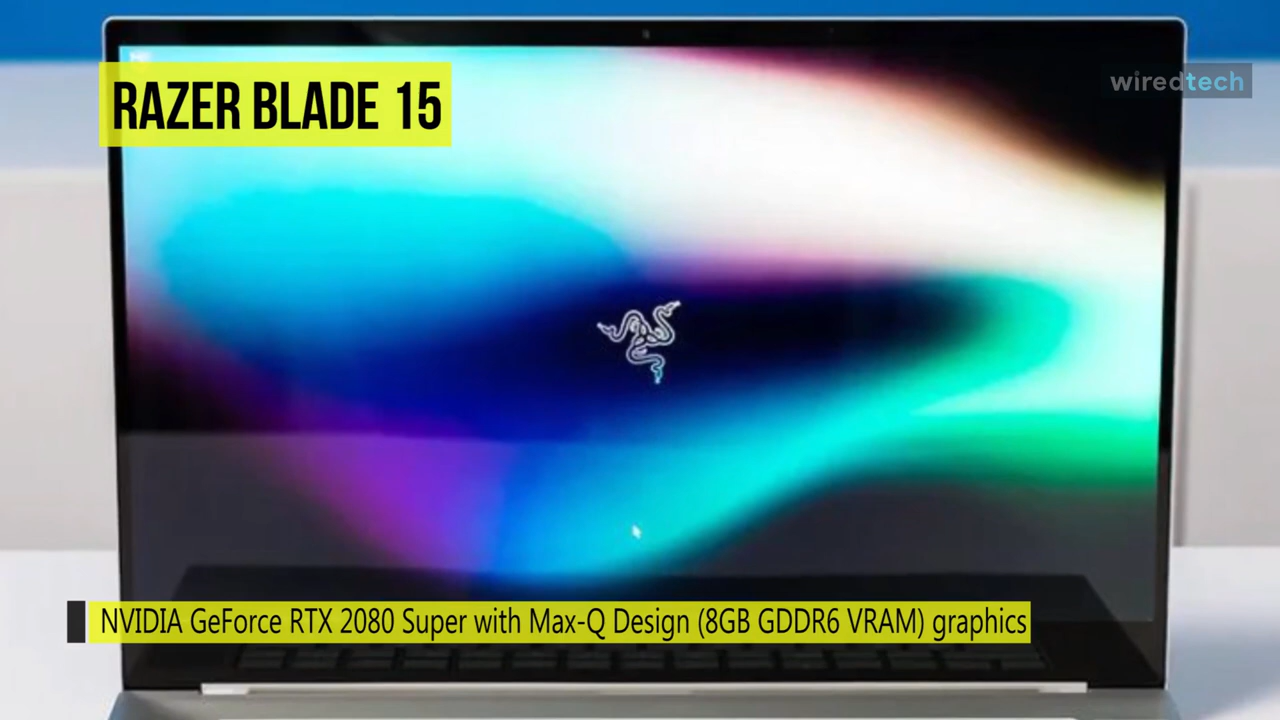 RAZER BLADE 15
wiredtech
NVIDIA GeForce RTX 2080 Super with Max-Q Design (8GB GDDR6 VRAM) graphics